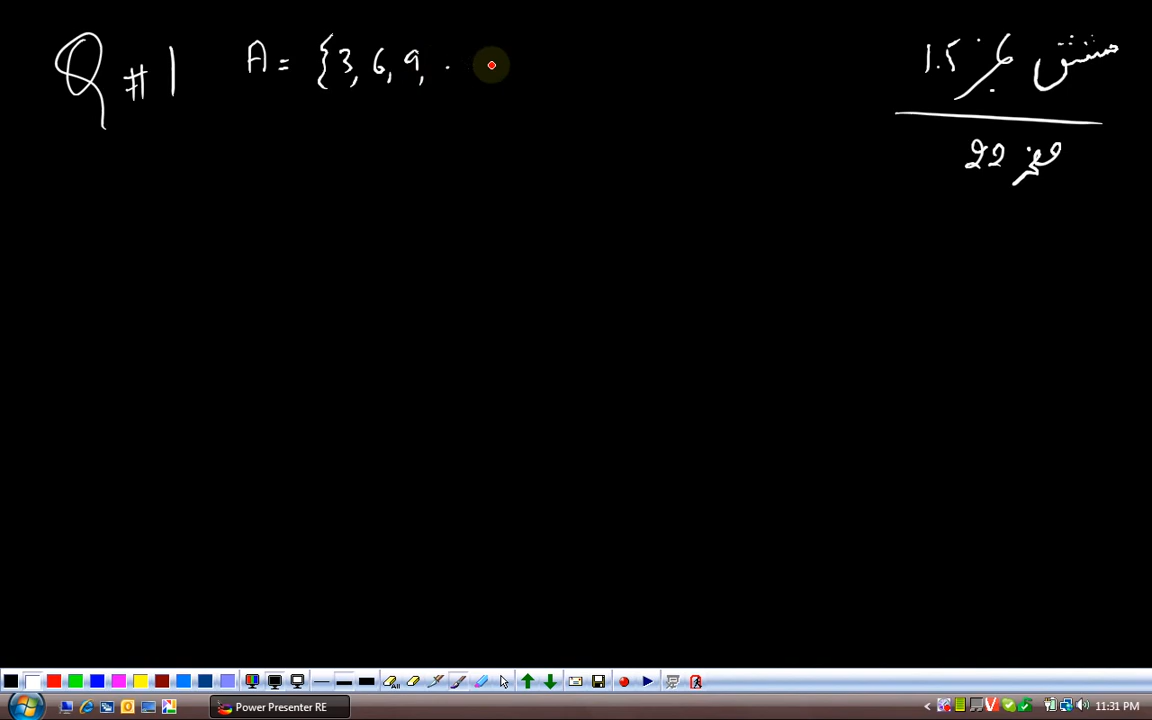 Q # 1 A = {3, 6, 9, . .
مشق نمبر 1.5
صفحہ 22
Power Presenter RE
11:31 PM